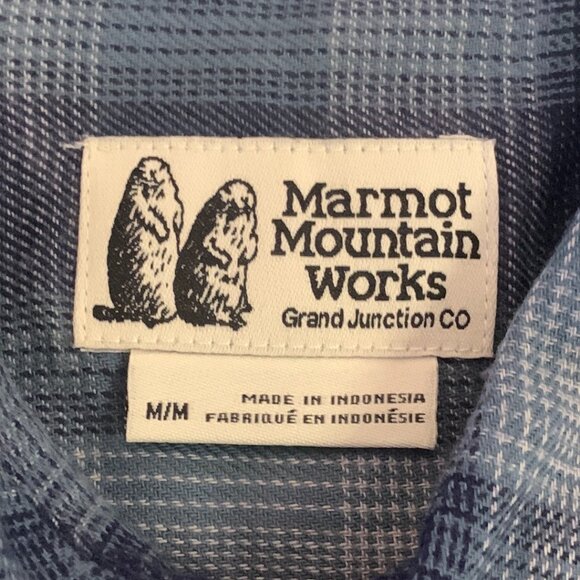 Marmot
Mountain
Works
Grand Junction CO
M/M
MADE IN INDONESIA
FABRIQUÉ EN INDONÉSIE